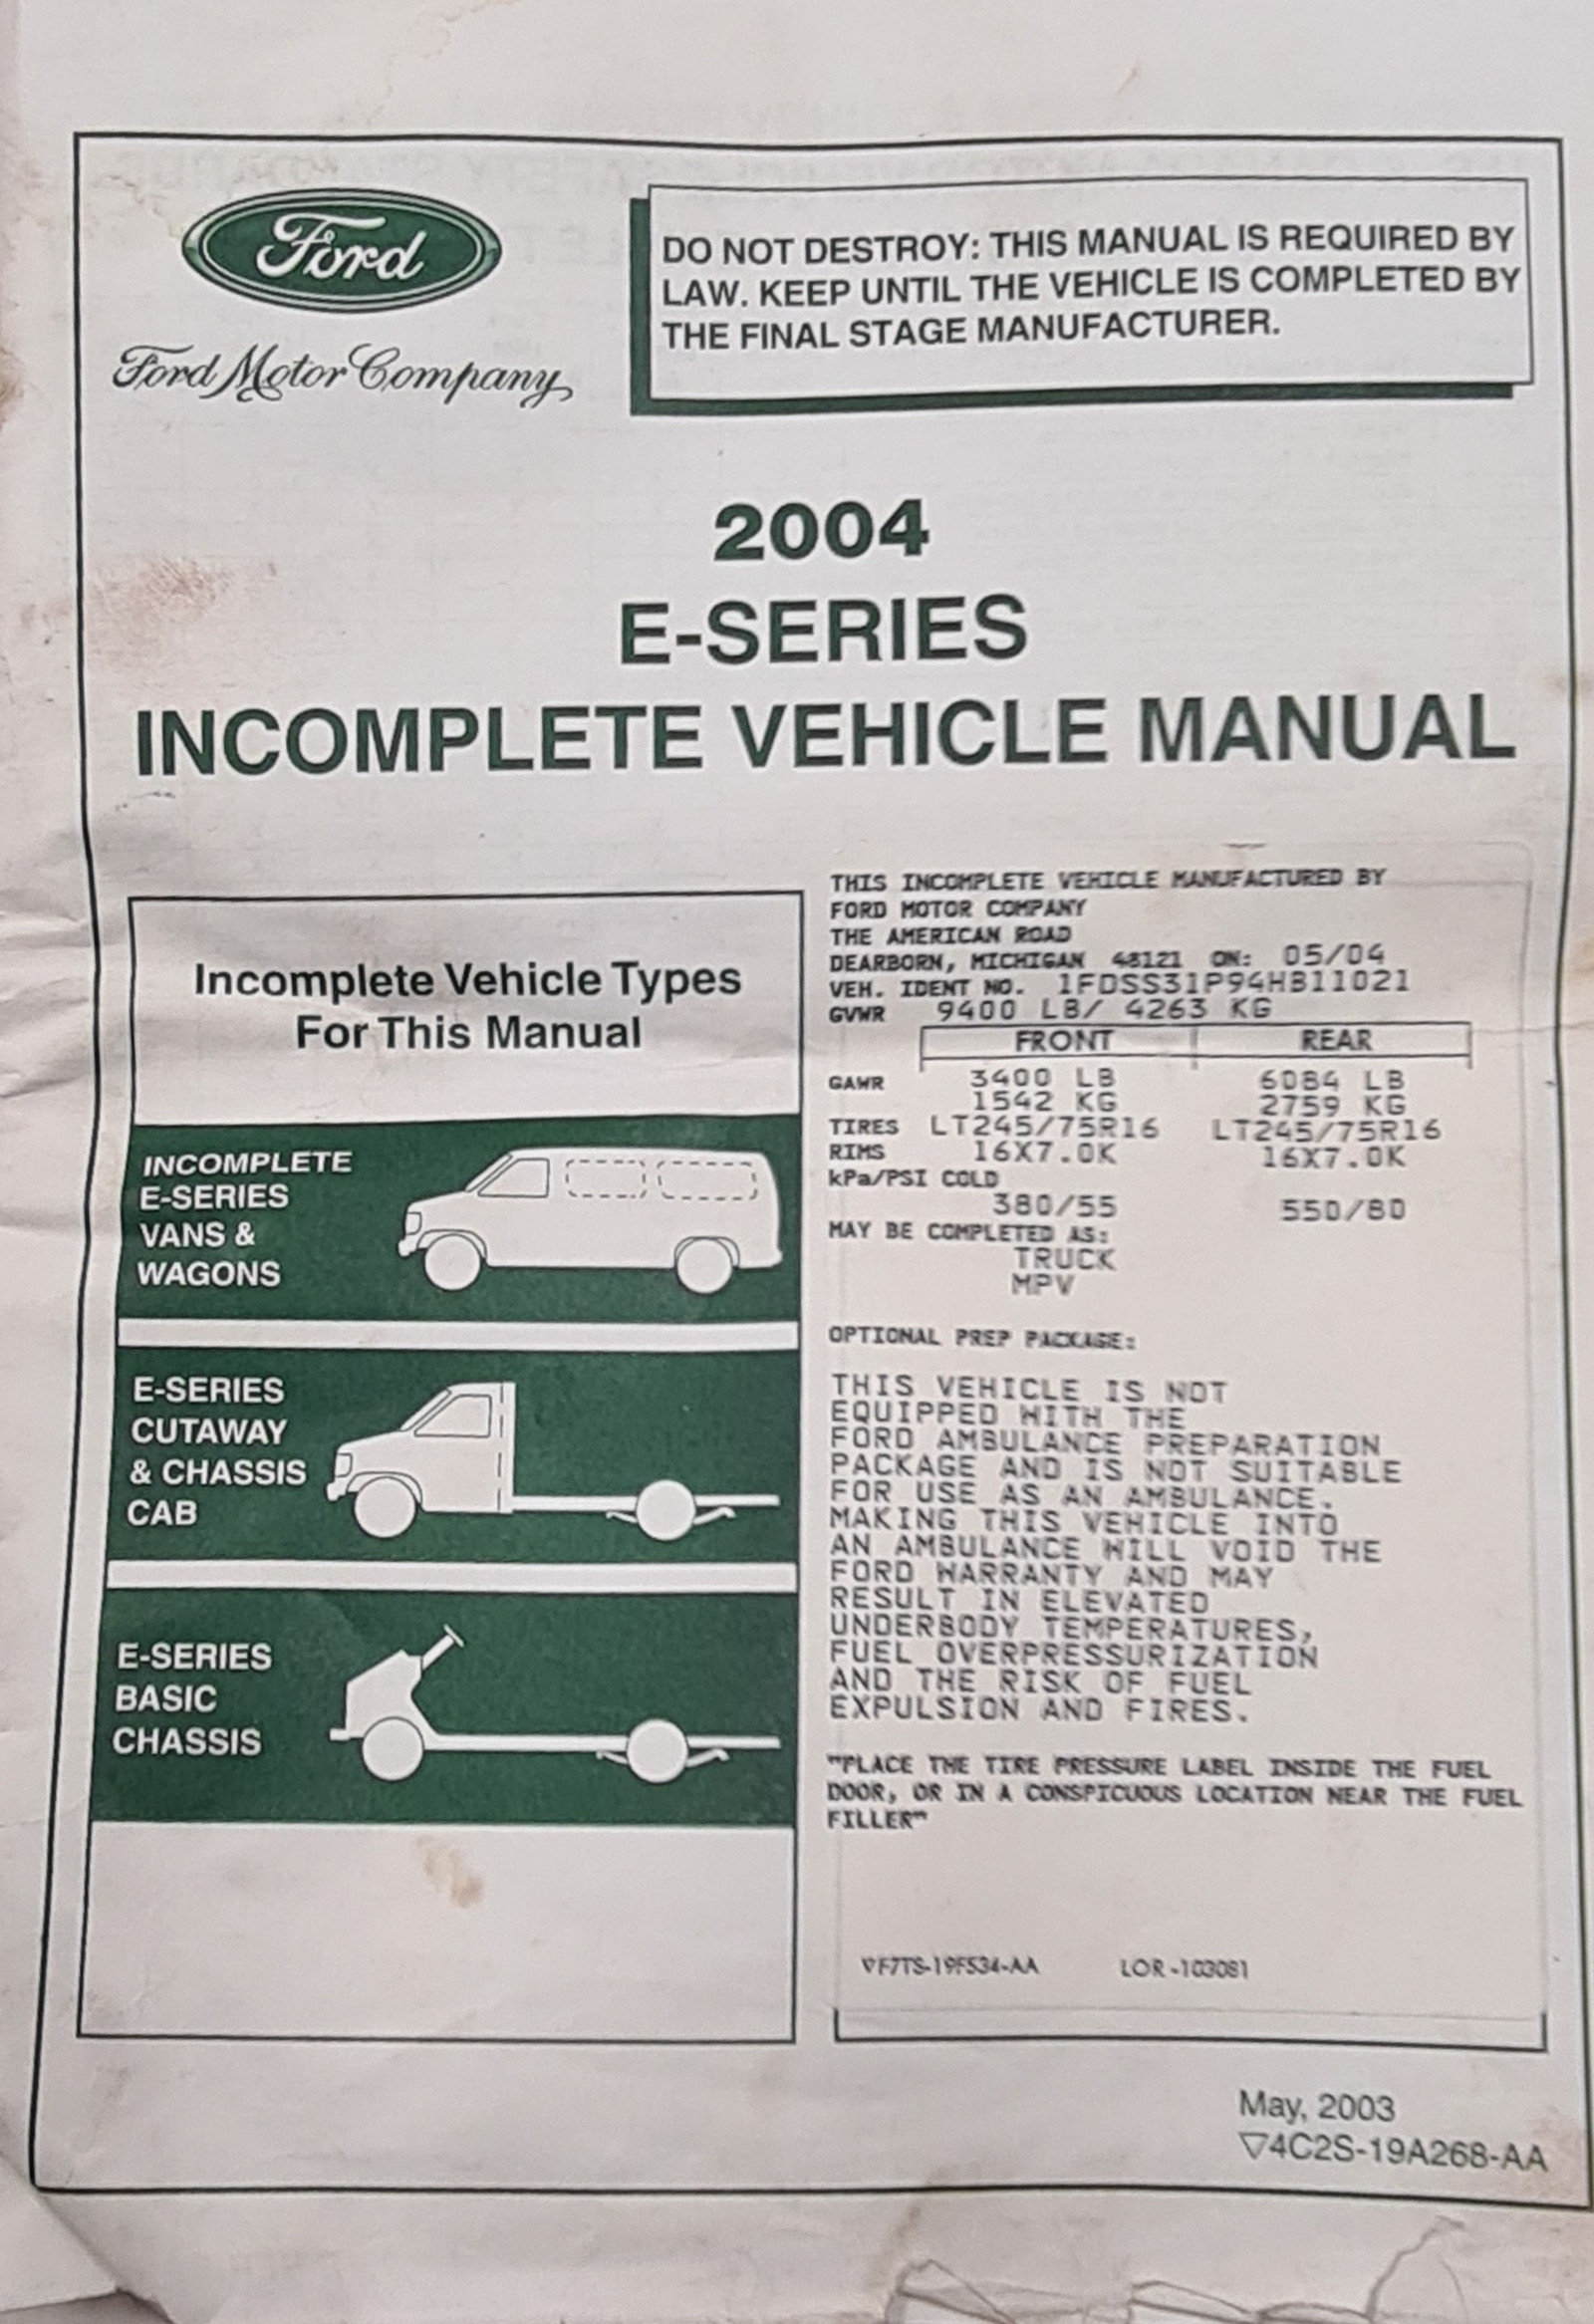 Ford
Ford Motor Company
DO NOT DESTROY: THIS MANUAL IS REQUIRED BY
LAW. KEEP UNTIL THE VEHICLE IS COMPLETED BY
THE FINAL STAGE MANUFACTURER.
2004
E-SERIES
INCOMPLETE VEHICLE MANUAL
Incomplete Vehicle Types
For This Manual
INCOMPLETE
E-SERIES
VANS &
WAGONS
E-SERIES
CUTAWAY
& CHASSIS
CAB
E-SERIES
BASIC
CHASSIS
THIS INCOMPLETE VEHICLE MANUFACTURED BY
FORD MOTOR COMPANY
THE AMERICAN ROAD
DEARBORN, MICHIGAN 48121 ON: 05/04
VEH. IDENT NO. 1FDSS31P94HB11021
GVWR 9400 LB/ 4263 KG
FRONT REAR
GAWR 3400 LB 6084 LB
1542 KG 2759 KG
TIRES LT245/75R16 LT245/75R16
RIMS 16X7.0K 16X7.0K
kPa/PSI COLD
380/55 550/80
MAY BE COMPLETED AS:
TRUCK
MPV
OPTIONAL PREP PACKAGE:
THIS VEHICLE IS NOT
EQUIPPED WITH THE
FORD AMBULANCE PREPARATION
PACKAGE AND IS NOT SUITABLE
FOR USE AS AN AMBULANCE.
MAKING THIS VEHICLE INTO
AN AMBULANCE WILL VOID THE
FORD WARRANTY AND MAY
RESULT IN ELEVATED
UNDERBODY TEMPERATURES,
FUEL OVERPRESSURIZATION
AND THE RISK OF FUEL
EXPULSION AND FIRES.
"PLACE THE TIRE PRESSURE LABEL INSIDE THE FUEL
DOOR, OR IN A CONSPICUOUS LOCATION NEAR THE FUEL
FILLER"
▽F7TS-19F534-AA LOR-103081
May, 2003
▽4C2S-19A268-AA